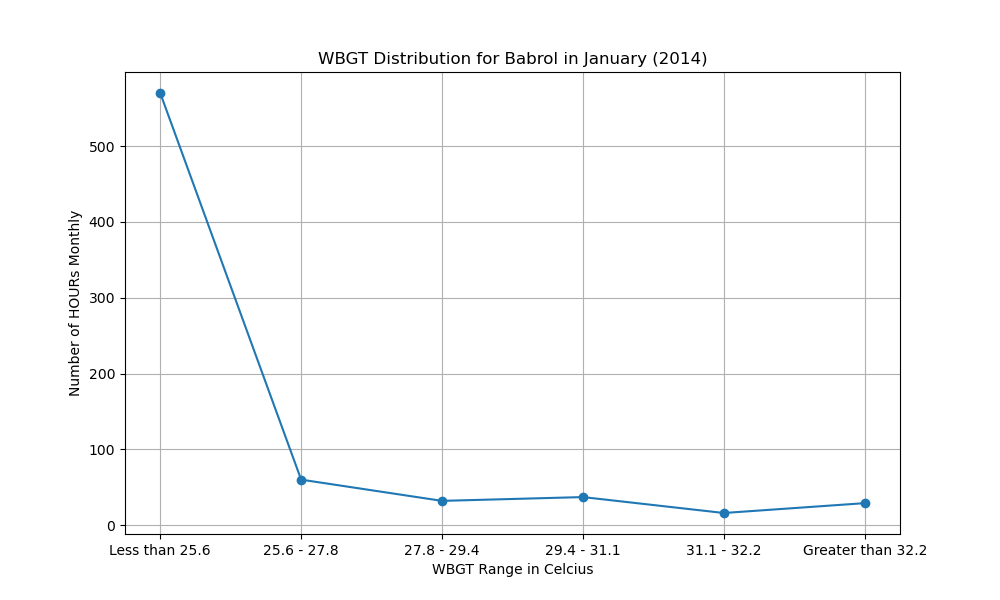 WBGT Distribution for Babrol in January (2014)
Number of HOURs Monthly
500
400
300
200
100
0
Less than 25.6 25.6 - 27.8 27.8 - 29.4 29.4 - 31.1 31.1 - 32.2 Greater than 32.2
WBGT Range in Celcius